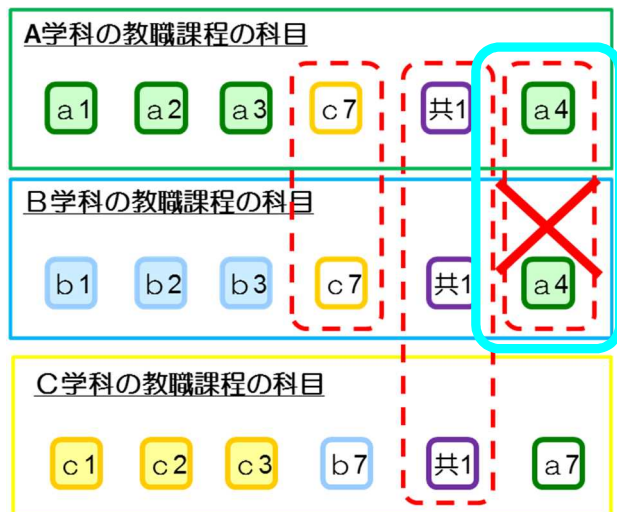 A学科の教職課程の科目
a1 a2 a3 c7 共1 a4
B学科の教職課程の科目
b1 b2 b3 c7 共1 a4
C学科の教職課程の科目
c1 c2 c3 b7 共1 a7